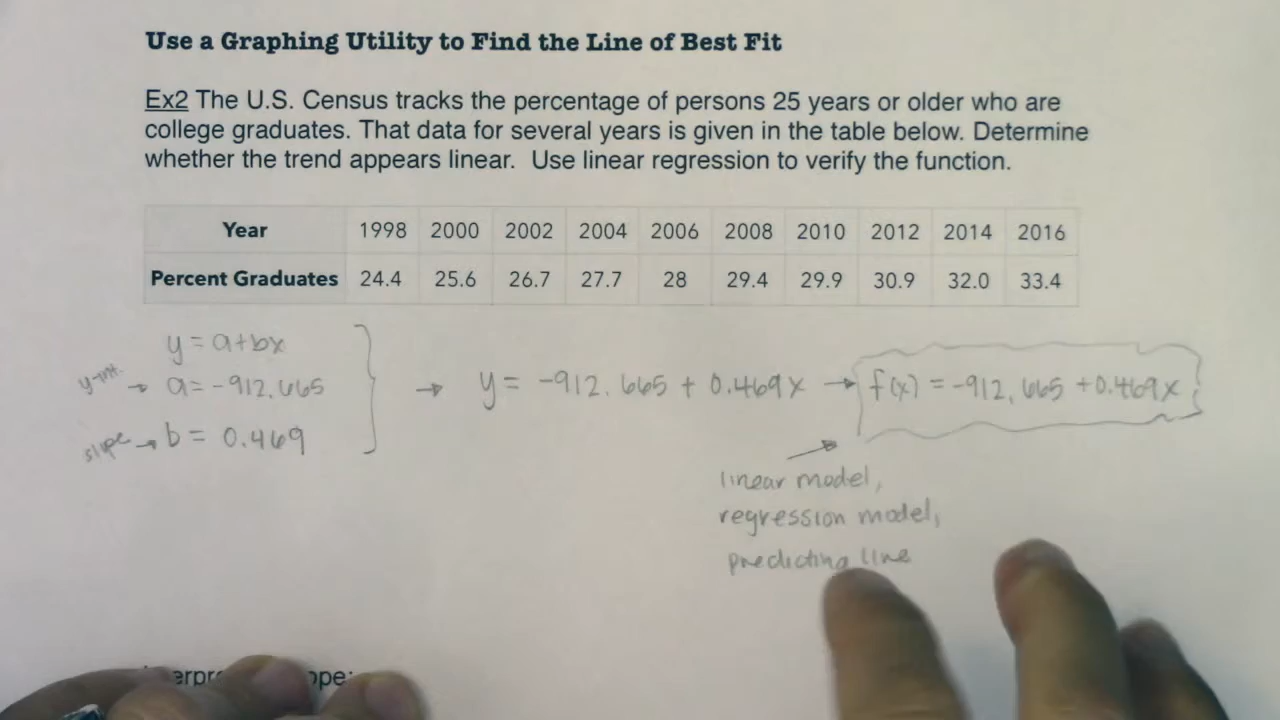 Use a Graphing Utility to Find the Line of Best Fit
Ex2 The U.S. Census tracks the percentage of persons 25 years or older who are
college graduates. That data for several years is given in the table below. Determine
whether the trend appears linear. Use linear regression to verify the function.
Year 1998 2000 2002 2004 2006 2008 2010 2012 2014 2016
Percent Graduates 24.4 25.6 26.7 27.7 28 29.4 29.9 30.9 32.0 33.4
y = a+bx
y-int. → a = -912.665
slope → b = 0.469
→ y = -912.665 + 0.469x → f(x) = -912.665 + 0.469x
linear model,
regression model,
predicting line